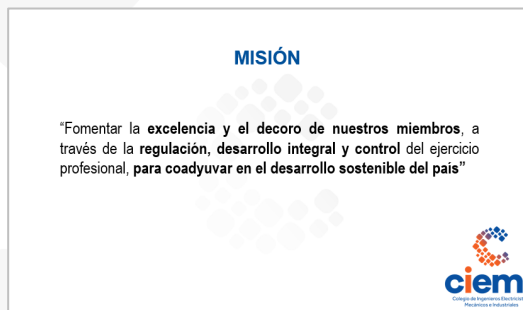 MISIÓN
“Fomentar la excelencia y el decoro de nuestros miembros, a
través de la regulación, desarrollo integral y control del ejercicio
profesional, para coadyuvar en el desarrollo sostenible del país”
ciem
Colegio de Ingenieros Electricist
Mecánicos e Industriales